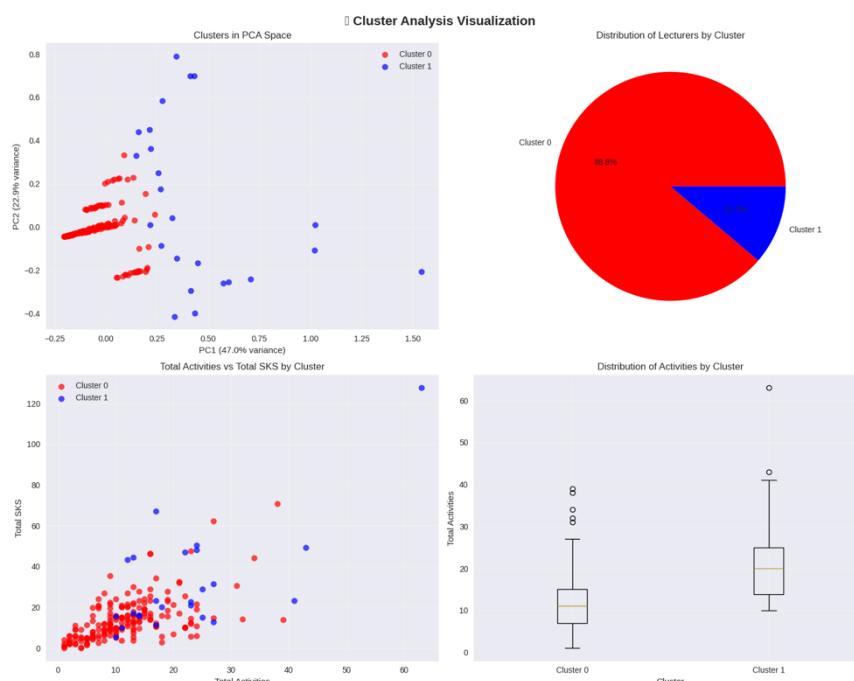 Cluster Analysis Visualization
Clusters in PCA Space
Cluster 0
Cluster 1
0.8
0.6
0.4
0.2
0.0
−0.2
−0.4
PC2 (22.9% variance)
−0.25
0.00
0.25
0.50
0.75
1.00
1.25
1.50
PC1 (47.0% variance)
Distribution of Lecturers by Cluster
Cluster 0
Cluster 1
Total Activities vs Total SKS by Cluster
Cluster 0
Cluster 1
120
100
80
60
40
20
0
Total SKS
0
10
20
30
40
50
60
Total Activities
Distribution of Activities by Cluster
60
50
40
30
20
10
0
Total Activities
Cluster 0
Cluster 1
Cluster